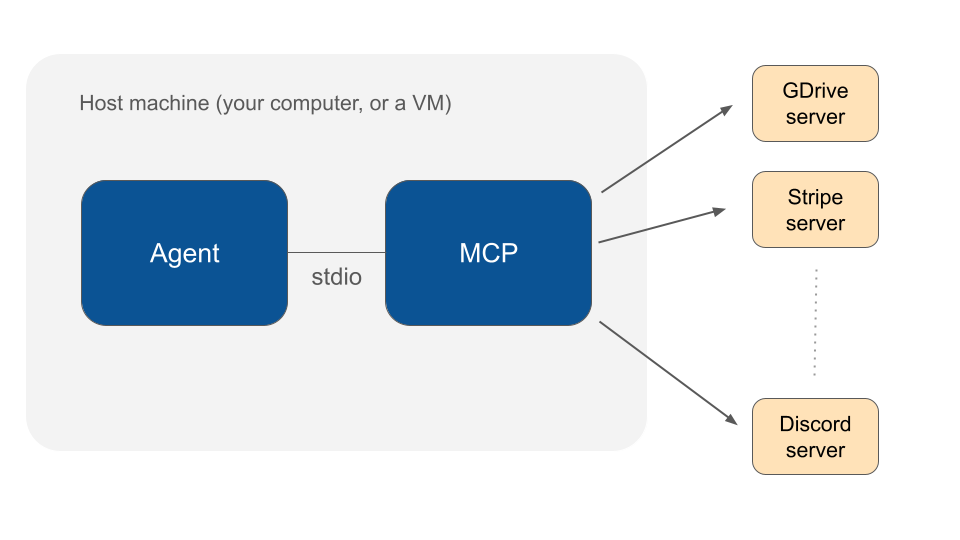 Host machine (your computer, or a VM)
GDrive
server
Stripe
server
Agent
stdio
MCP
Discord
server